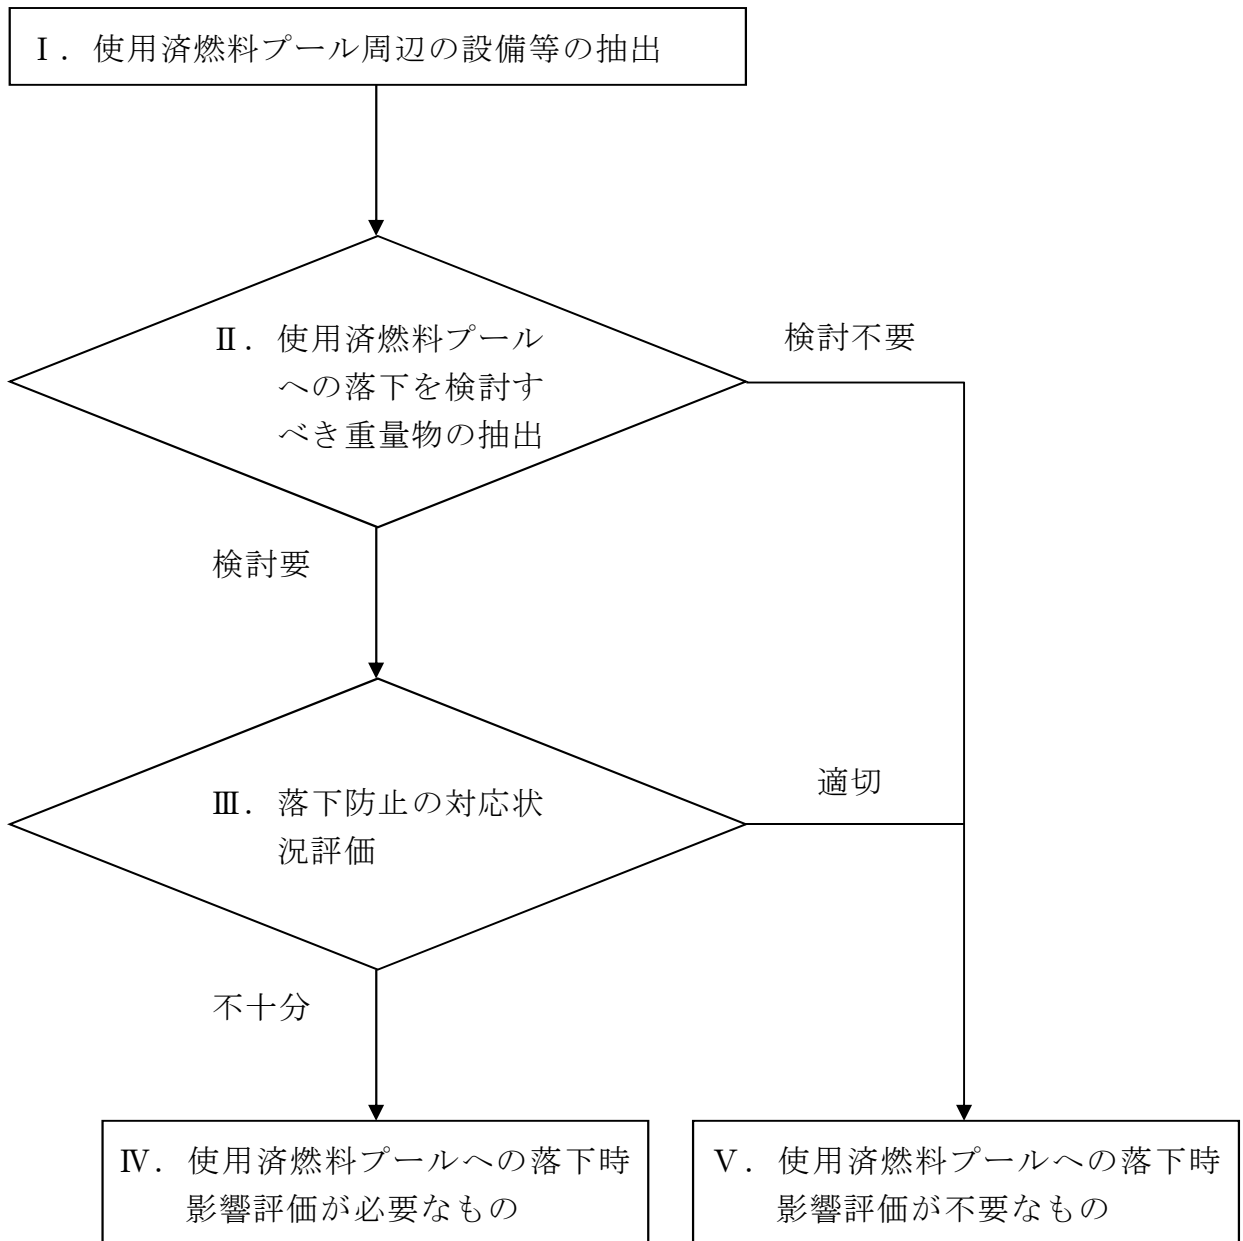 Ⅰ．使用済燃料プール周辺の設備等の抽出
Ⅱ．使用済燃料プール
への落下を検討す
べき重量物の抽出
検討不要
検討要
Ⅲ．落下防止の対応状
況評価
適切
不十分
Ⅳ．使用済燃料プールへの落下時
影響評価が必要なもの
Ⅴ．使用済燃料プールへの落下時
影響評価が不要なもの